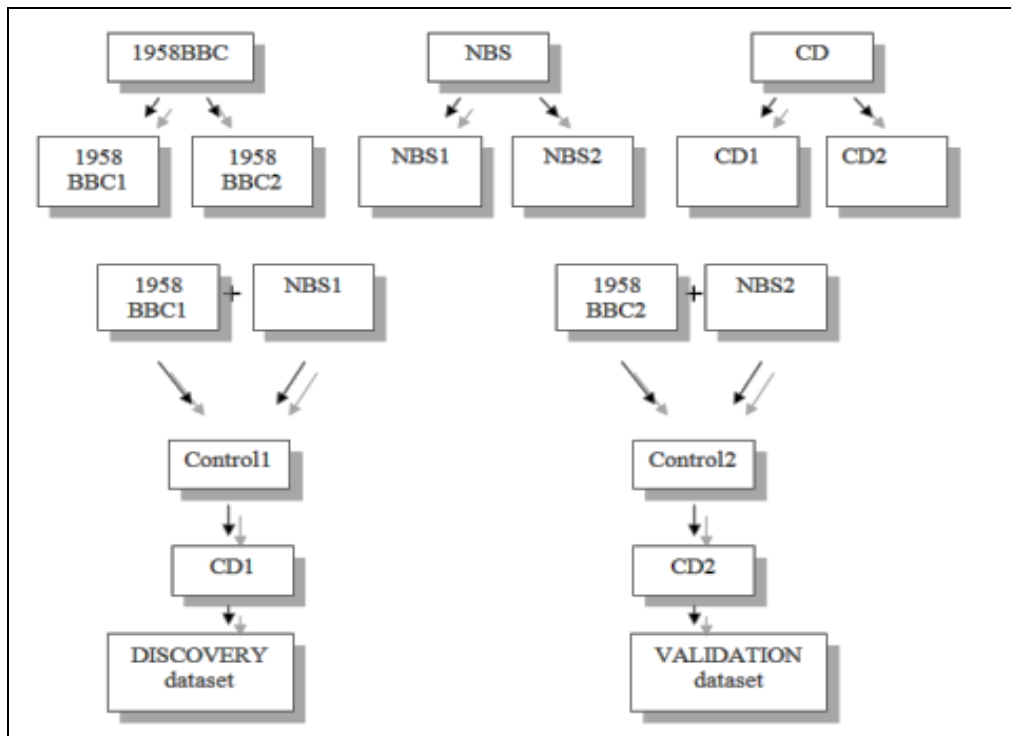 1958BBC
NBS
CD
1958
BBC1
1958
BBC2
NBS1
NBS2
CD1
CD2
1958
BBC1
+
NBS1
1958
BBC2
+
NBS2
Control1
Control2
CD1
CD2
DISCOVERY
dataset
VALIDATION
dataset